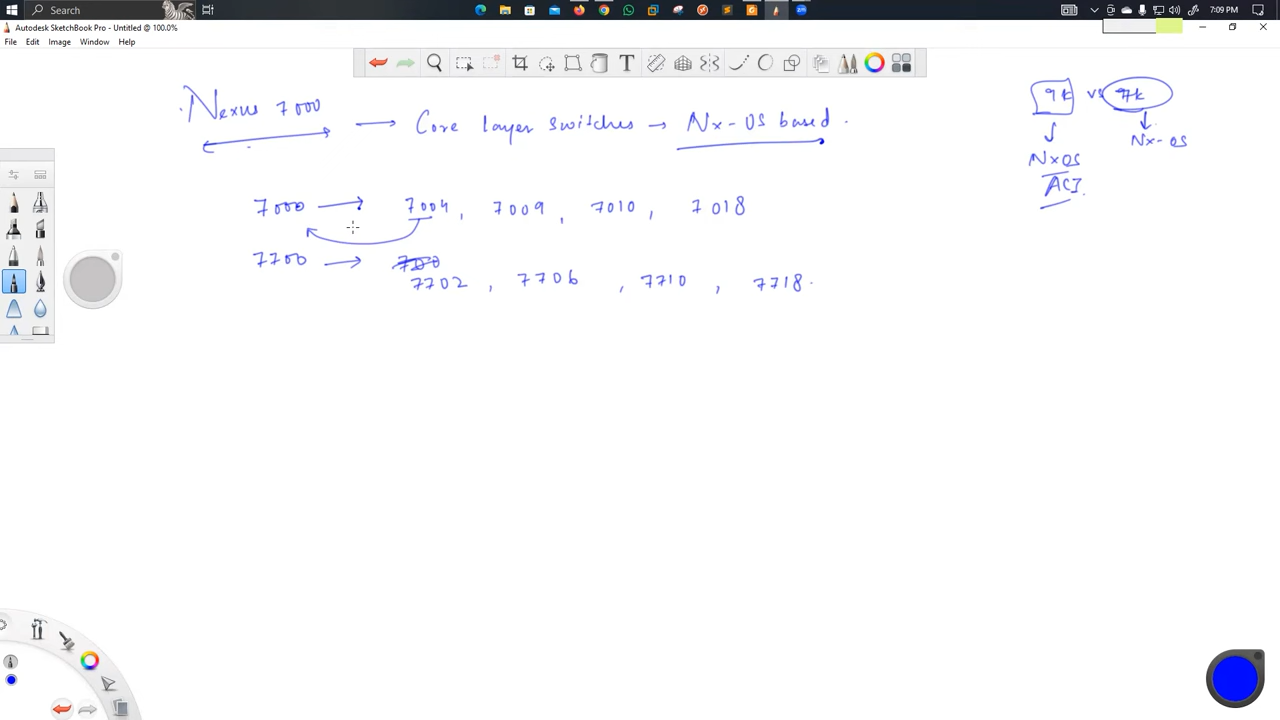 Search
7:09 PM
Autodesk SketchBook Pro - Untitled @ 100.0%
File Edit Image Window Help
Nexus 7000 → Core layer switches → Nx-OS based.
9k vs 7k
NxOS
ACI.
Nx-OS
7000 → 7004, 7009, 7010, 7018
7700 → 7700
7702, 7706, 7710, 7718.